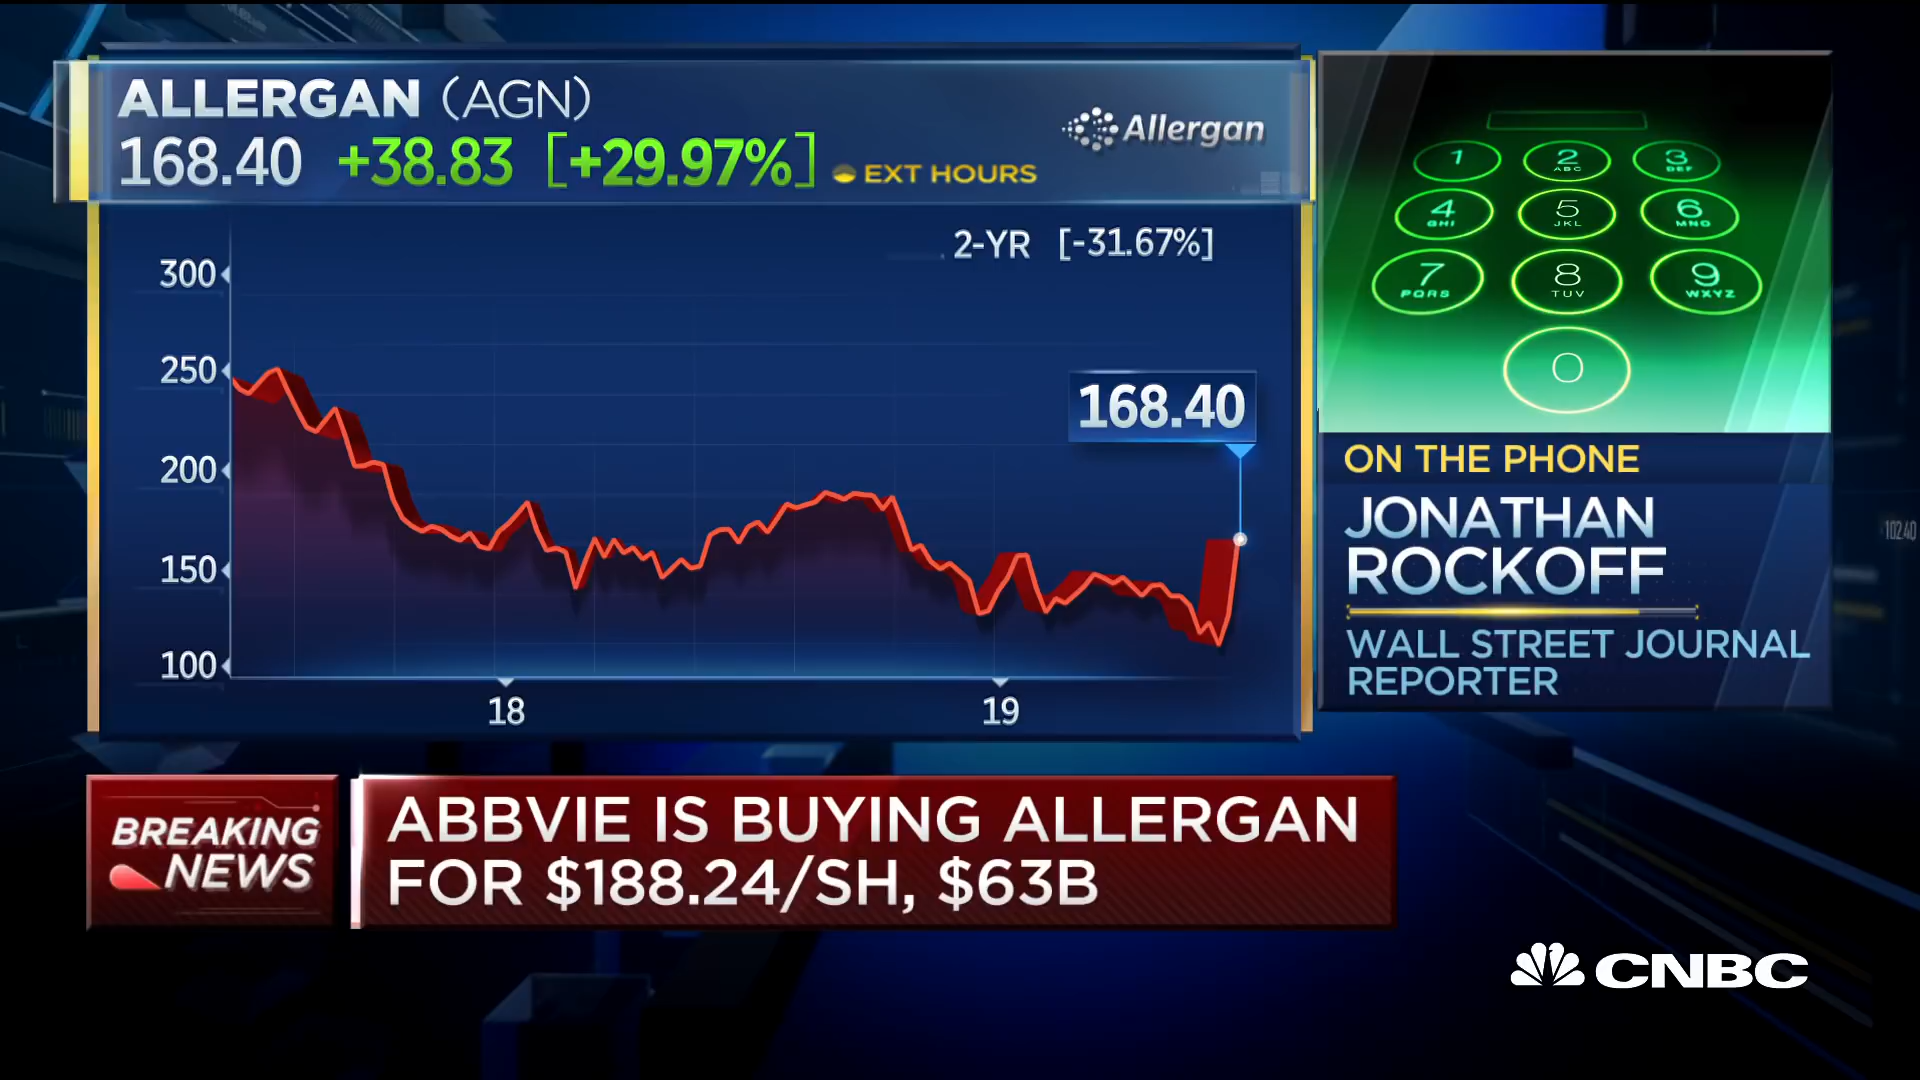 ALLERGAN (AGN)
168.40 +38.83 [+29.97%] EXT HOURS
Allergan
2-YR [-31.67%]
300
250
200
150
100
168.40
18
19
1
2 ABC
3 DEF
4 GHI
5 JKL
6 MNO
7 PQRS
8 TUV
9 WXYZ
0
ON THE PHONE
JONATHAN
ROCKOFF
WALL STREET JOURNAL
REPORTER
102.40
BREAKING
NEWS
ABBVIE IS BUYING ALLERGAN
FOR $188.24/SH, $63B
CNBC